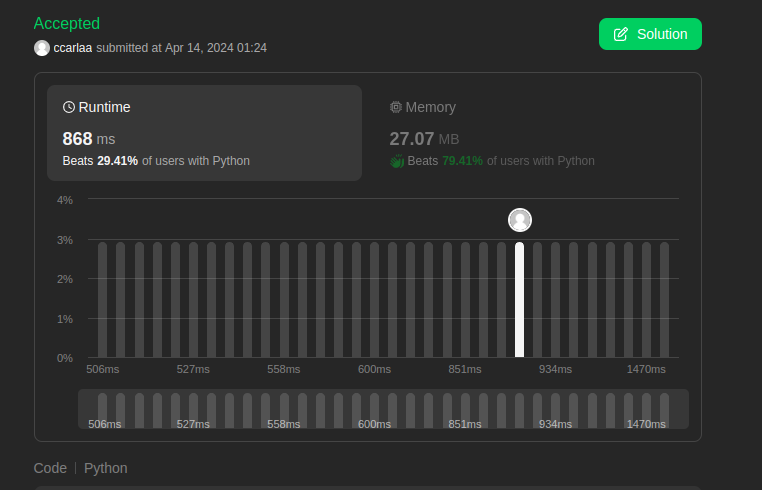 Accepted
ccarlaa submitted at Apr 14, 2024 01:24
Solution
Runtime
868 ms
Beats 29.41% of users with Python
Memory
27.07 MB
Beats 79.41% of users with Python
4%
3%
2%
1%
0%
506ms 527ms 558ms 600ms 851ms 934ms 1470ms
506ms 527ms 558ms 600ms 851ms 934ms 1470ms
Code | Python